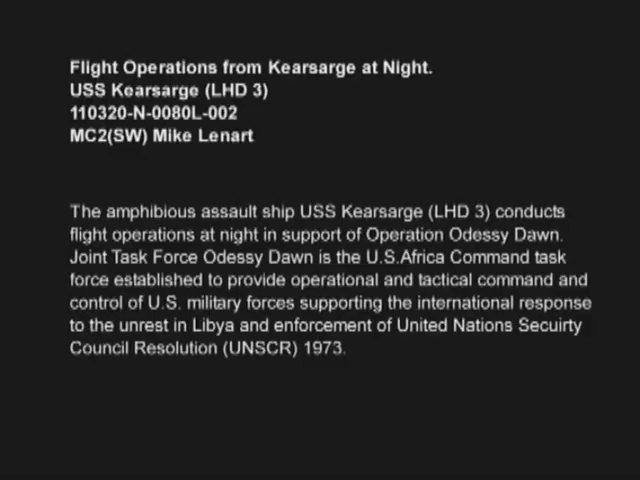 Flight Operations from Kearsarge at Night.
USS Kearsarge (LHD 3)
110320-N-0080L-002
MC2(SW) Mike Lenart
The amphibious assault ship USS Kearsarge (LHD 3) conducts
flight operations at night in support of Operation Odessy Dawn.
Joint Task Force Odessy Dawn is the U.S.Africa Command task
force established to provide operational and tactical command and
control of U.S. military forces supporting the international response
to the unrest in Libya and enforcement of United Nations Secuirty
Council Resolution (UNSCR) 1973.